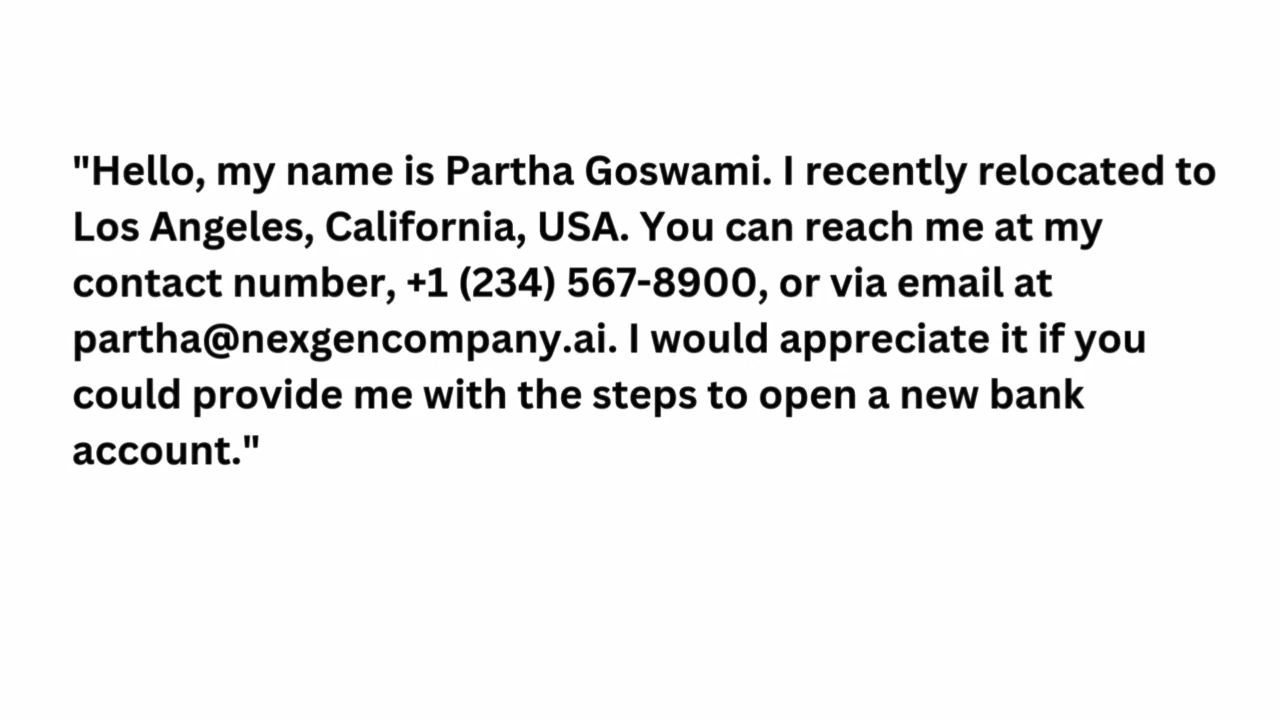 "Hello, my name is Partha Goswami. I recently relocated to
Los Angeles, California, USA. You can reach me at my
contact number, +1 (234) 567-8900, or via email at
partha@nexgencompany.ai. I would appreciate it if you
could provide me with the steps to open a new bank
account."